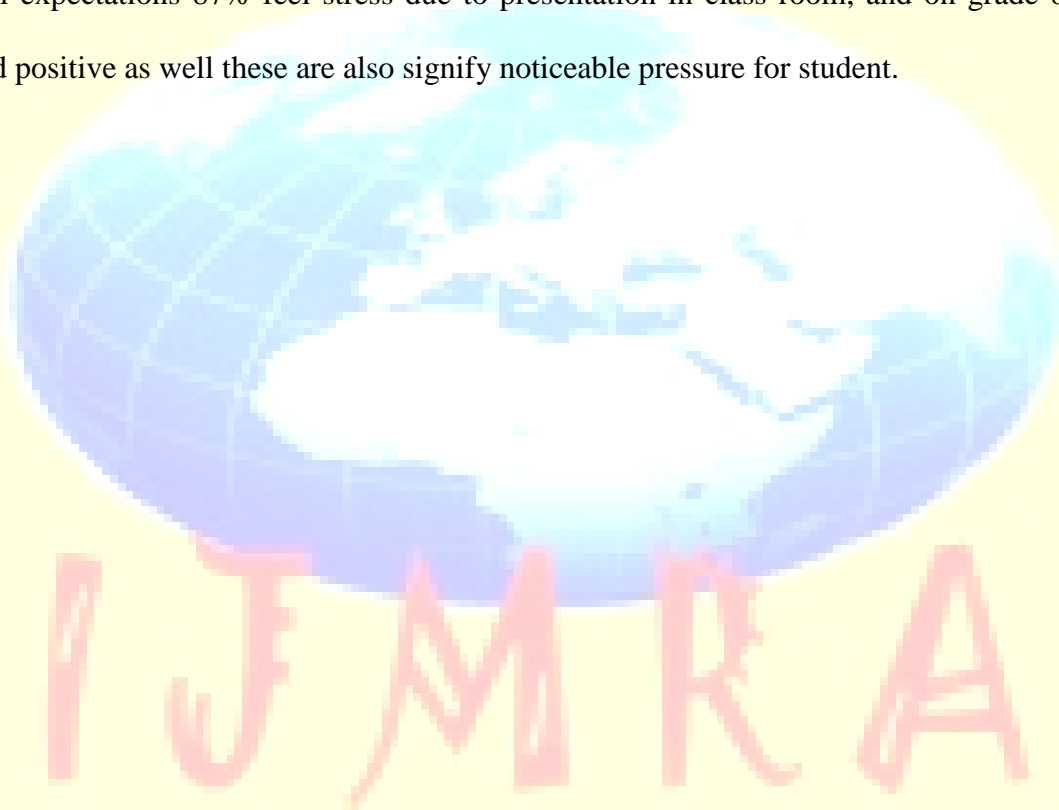 expectations 87% feel stress due to presentation in class room, and on grade
positive as well these are also signify noticeable pressure for student.
IJMRA